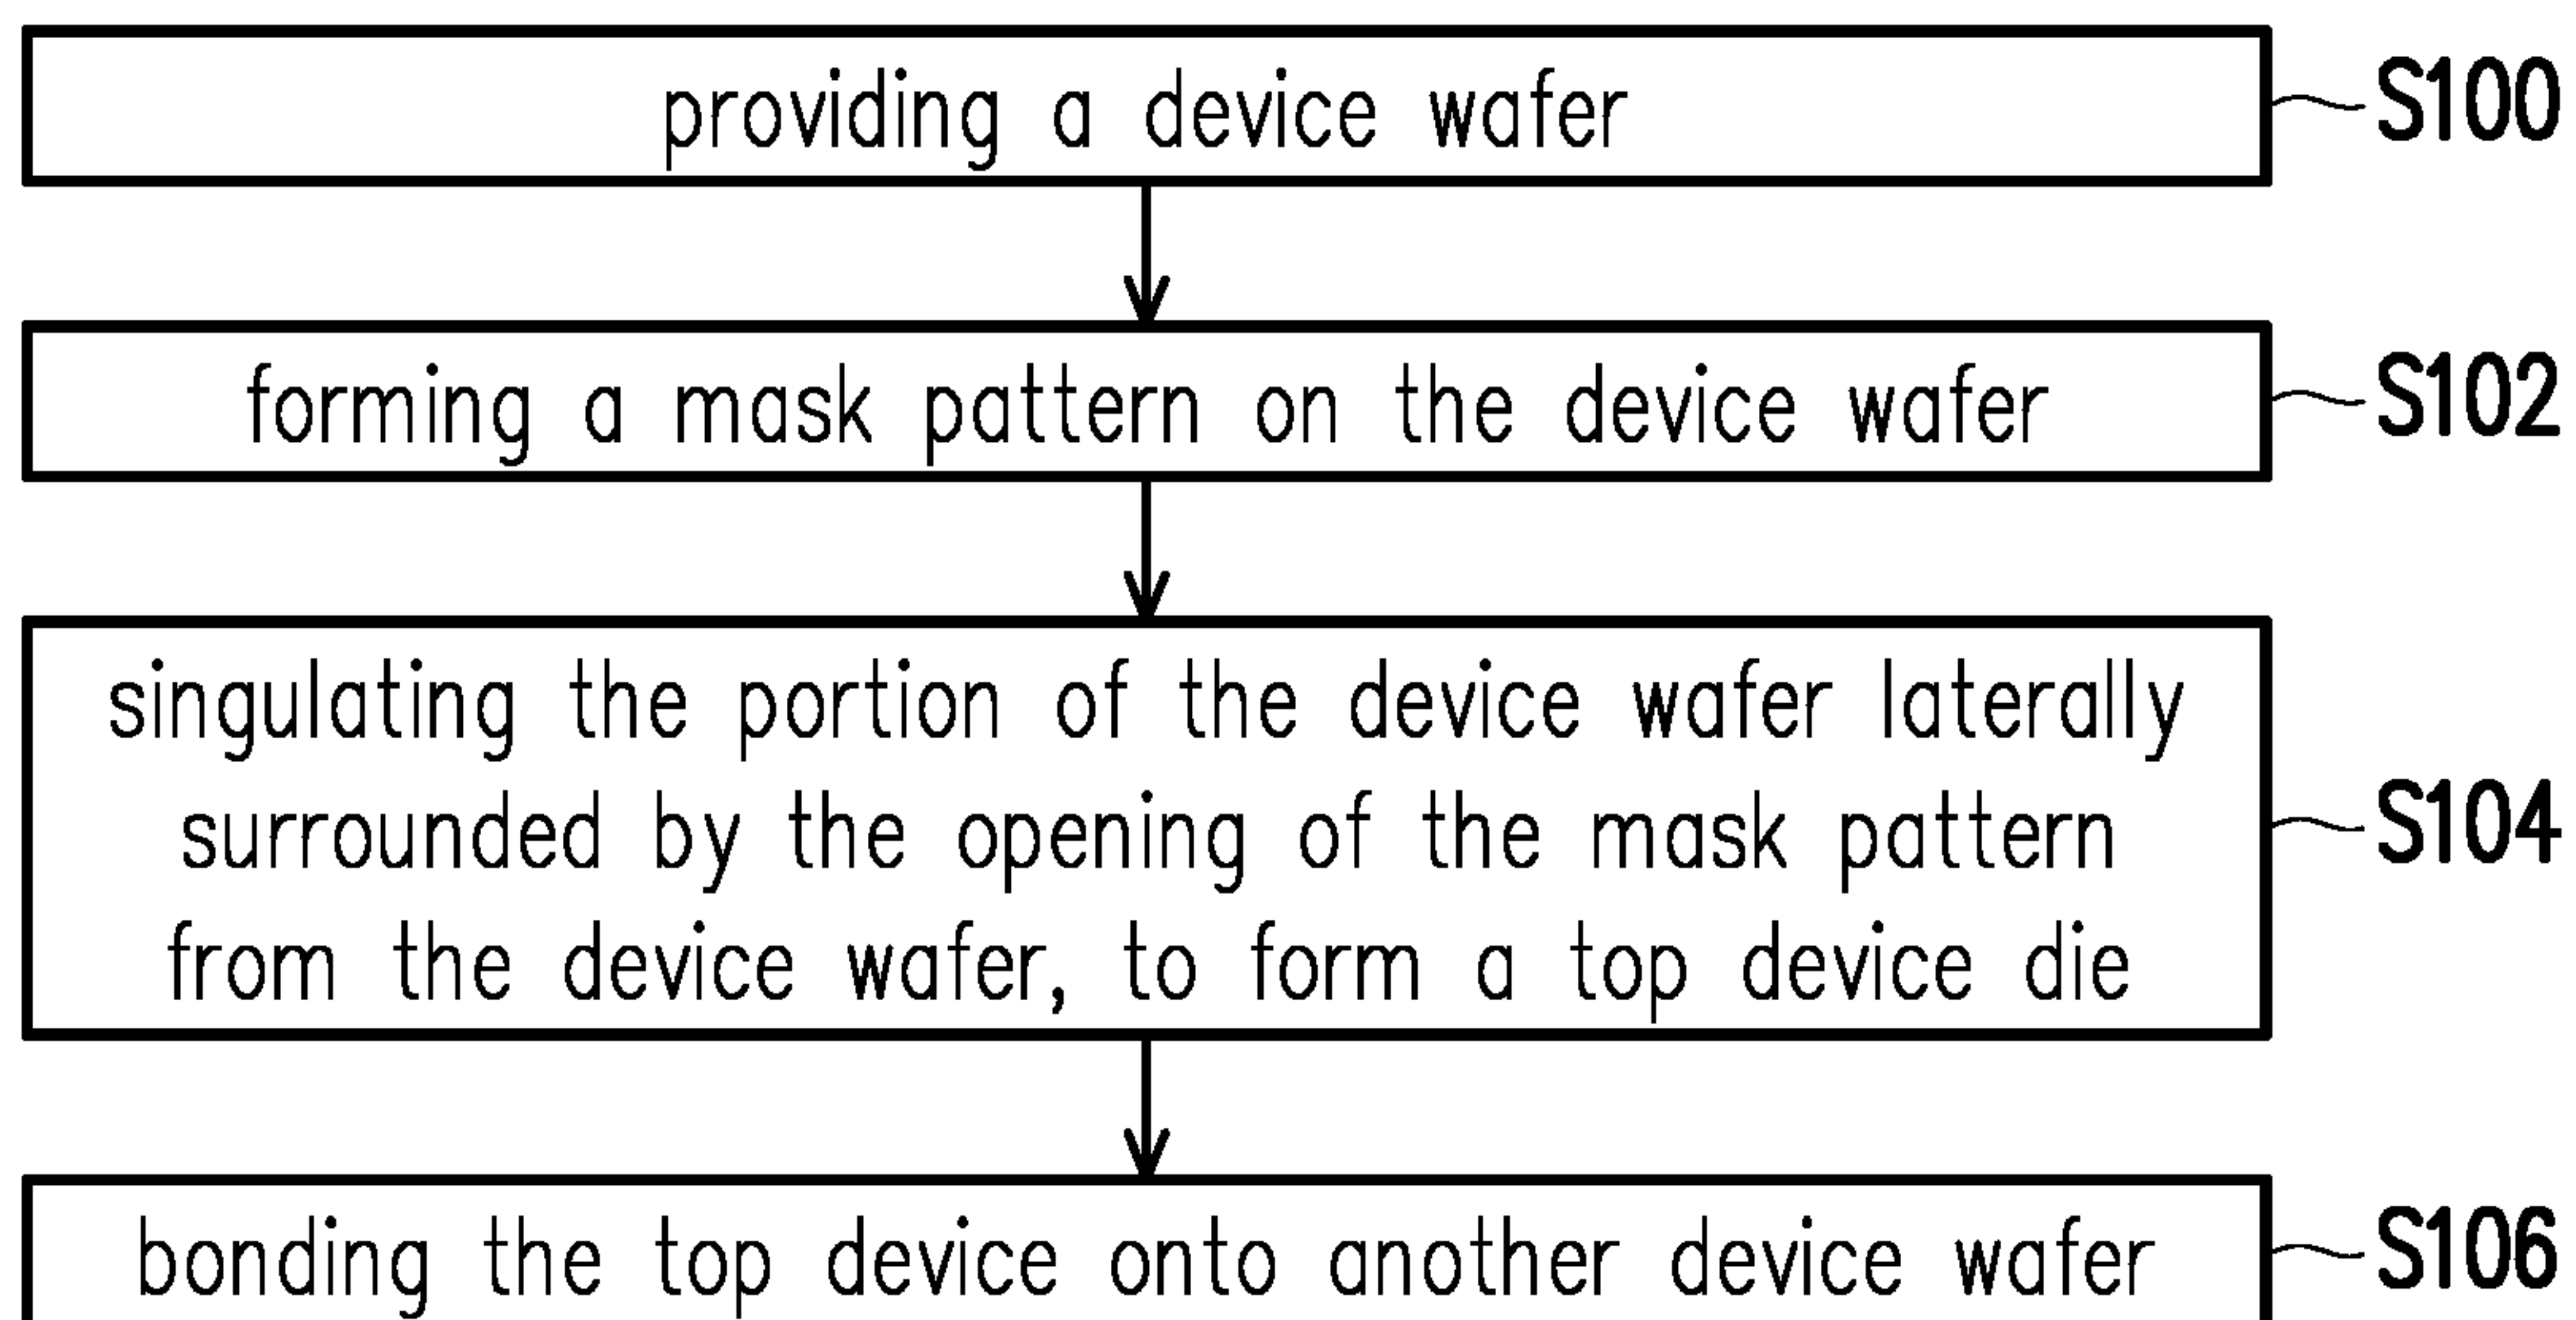 providing a device wafer
S100
forming a mask pattern on the device wafer
S102
singulating the portion of the device wafer laterally
surrounded by the opening of the mask pattern
from the device wafer, to form a top device die
S104
bonding the top device onto another device wafer
S106